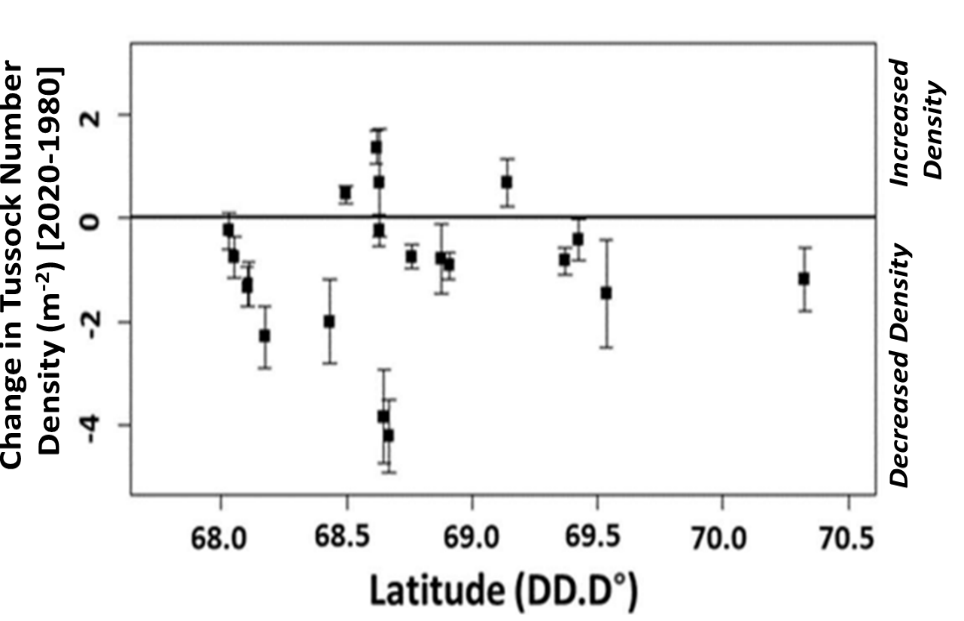 Change in Tussock Number
Density (m⁻²) [2020-1980]
2
0
-2
-4
Increased
Density
Decreased Density
68.0 68.5 69.0 69.5 70.0 70.5
Latitude (DD.D°)